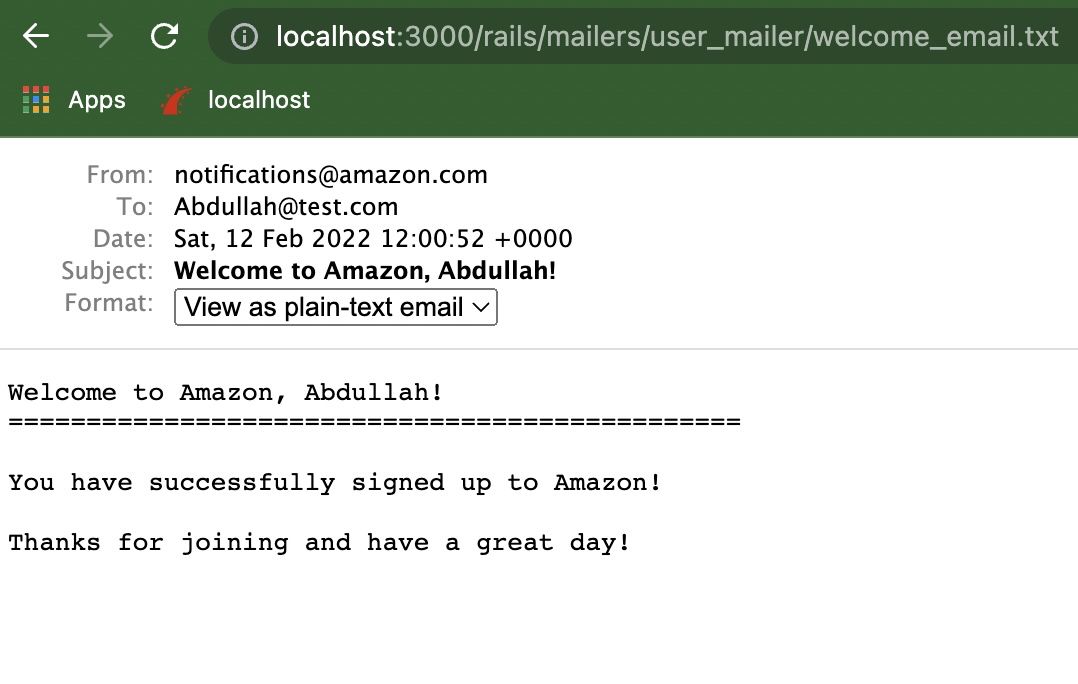 localhost:3000/rails/mailers/user_mailer/welcome_email.txt
Apps localhost
From: notifications@amazon.com
To: Abdullah@test.com
Date: Sat, 12 Feb 2022 12:00:52 +0000
Subject: Welcome to Amazon, Abdullah!
Format: View as plain-text email
Welcome to Amazon, Abdullah!
===============================================
You have successfully signed up to Amazon!
Thanks for joining and have a great day!